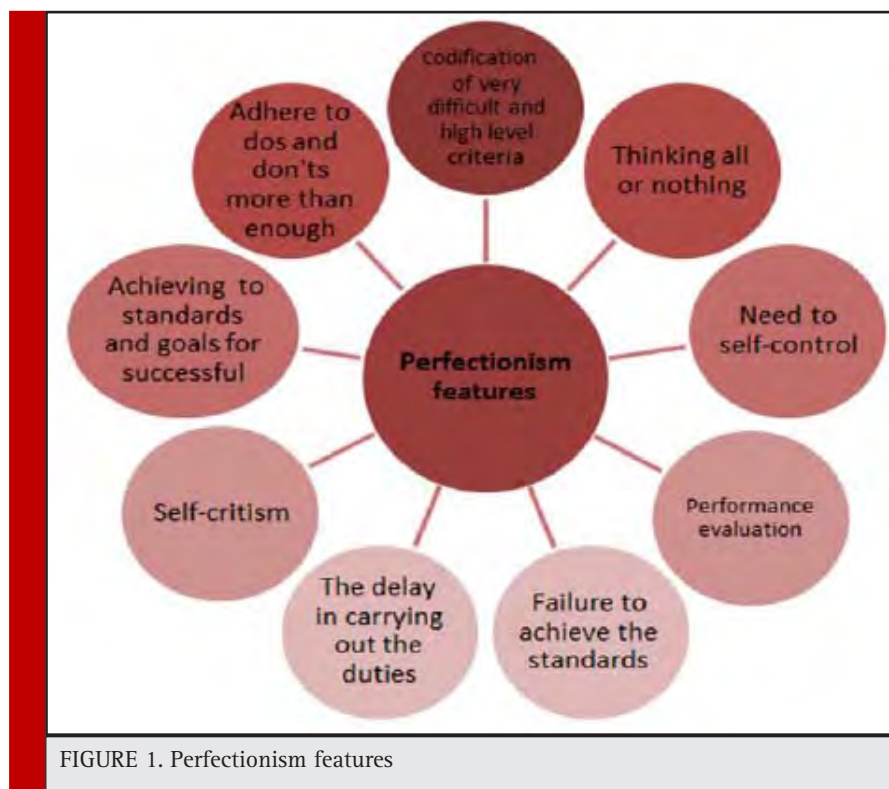 codification
of very
difficult and
high level
criteria
Thinking all
or nothing
Need to
self-control
Performance
evaluation
Failure to
achieve the
standards
The delay
in carrying
out the
duties
Self-critism
Achieving to
standards
and goals for
successful
Adhere to
dos and
don'ts
more than
enough
Perfectionism
features
FIGURE 1. Perfectionism features